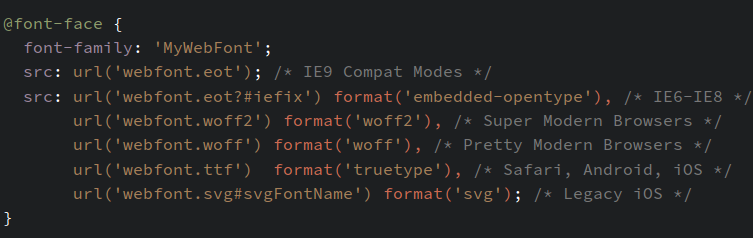 @font-face {
  font-family: 'MyWebFont';
  src: url('webfont.eot'); /* IE9 Compat Modes */
  src: url('webfont.eot?#iefix') format('embedded-opentype'), /* IE6-IE8 */
       url('webfont.woff2') format('woff2'), /* Super Modern Browsers */
       url('webfont.woff') format('woff'), /* Pretty Modern Browsers */
       url('webfont.ttf')  format('truetype'), /* Safari, Android, iOS */
       url('webfont.svg#svgFontName') format('svg'); /* Legacy iOS */
}